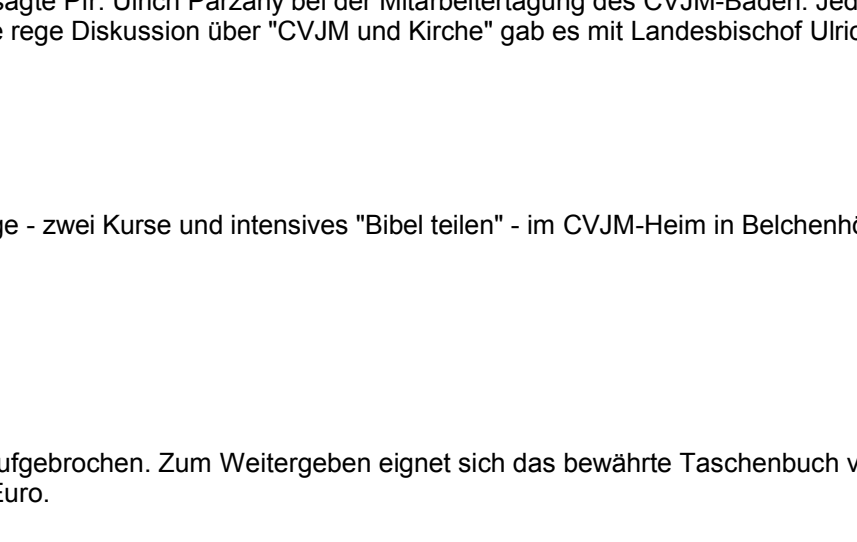 sagte Pfr. Ulrich Parzany bei der Mitarbeitertagung des CVJM-Baden. Jed
e rege Diskussion über "CVJM und Kirche" gab es mit Landesbischof Ulric
ge - zwei Kurse und intensives "Bibel teilen" - im CVJM-Heim in Belchenhö
ufgebrochen. Zum Weitergeben eignet sich das bewährte Taschenbuch v
Euro.